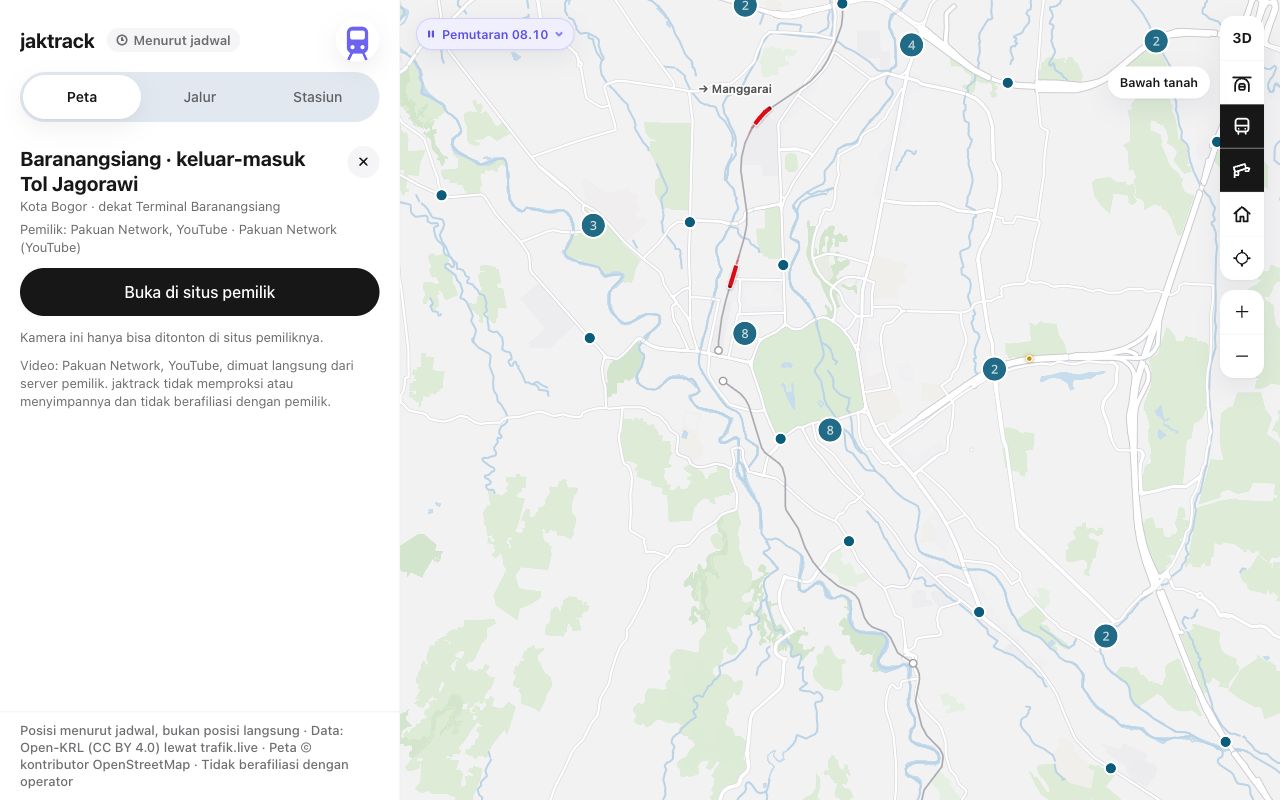 jaktrack
Menurut jadwal
Peta
Jalur
Stasiun
Baranangsiang · keluar-masuk
Tol Jagorawi
Kota Bogor · dekat Terminal Baranangsiang
Pemilik: Pakuan Network, YouTube · Pakuan Network
(YouTube)
Buka di situs pemilik
Kamera ini hanya bisa ditonton di situs pemiliknya.
Video: Pakuan Network, YouTube, dimuat langsung dari
server pemilik. jaktrack tidak memproksi atau
menyimpannya dan tidak berafiliasi dengan pemilik.
Posisi menurut jadwal, bukan posisi langsung · Data:
Open-KRL (CC BY 4.0) lewat trafik.live · Peta ©
kontributor OpenStreetMap · Tidak berafiliasi dengan
operator
Pemutaran 08.10
2
4
2
3D
Bawah tanah
→ Manggarai
3
8
2
8
2
+
−